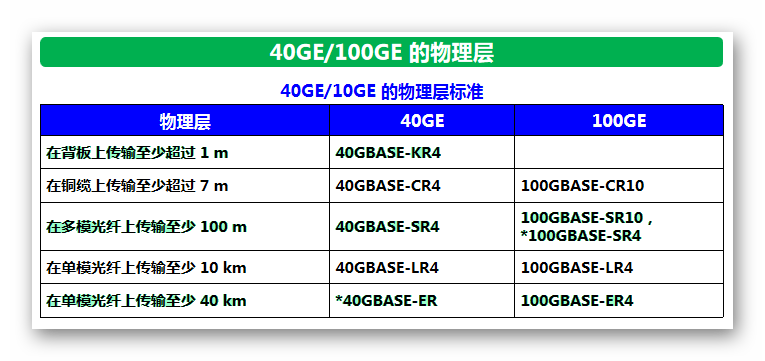 40GE/100GE 的物理层
40GE/10GE 的物理层标准
物理层 40GE 100GE
在背板上传输至少超过 1 m 40GBASE-KR4
在铜缆上传输至少超过 7 m 40GBASE-CR4 100GBASE-CR10
在多模光纤上传输至少 100 m 40GBASE-SR4 100GBASE-SR10，
*100GBASE-SR4
在单模光纤上传输至少 10 km 40GBASE-LR4 100GBASE-LR4
在单模光纤上传输至少 40 km *40GBASE-ER 100GBASE-ER4